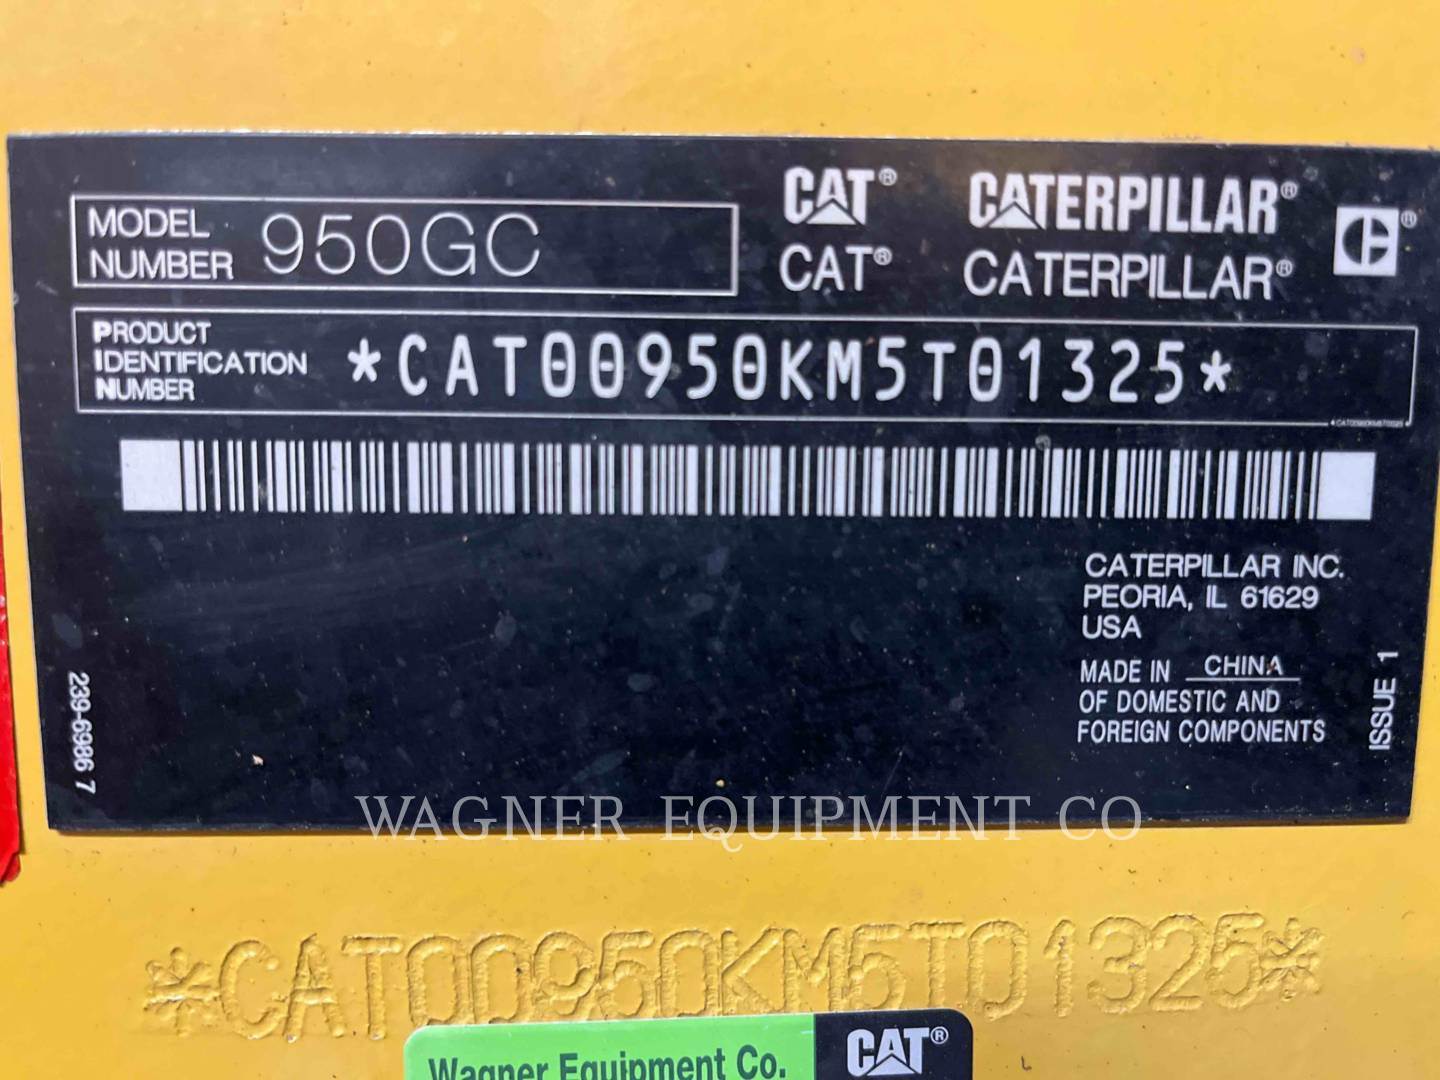 MODEL NUMBER 950GC
CAT® CATERPILLAR® ®
CAT® CATERPILLAR®
PRODUCT IDENTIFICATION NUMBER *CAT00950KM5T01325*
CATERPILLAR INC.
PEORIA, IL 61629
USA
MADE IN CHINA
OF DOMESTIC AND
FOREIGN COMPONENTS
ISSUE 1
239-6986 7
WAGNER EQUIPMENT CO
*CAT00950KM5T01325*
Wagner Equipment Co. CAT®